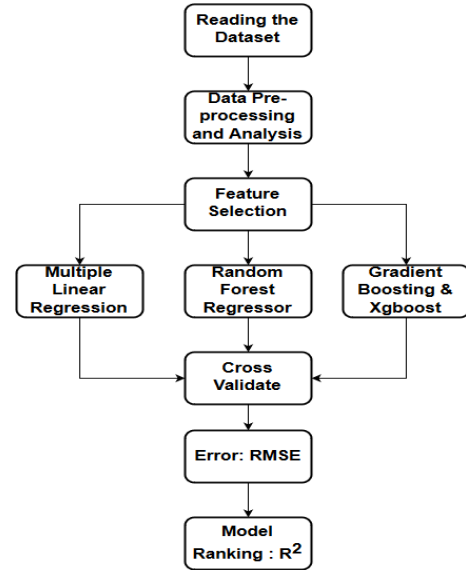 Reading the
Dataset
Data Pre-
processing
and Analysis
Feature
Selection
Multiple
Linear
Regression
Random
Forest
Regressor
Gradient
Boosting &
Xgboost
Cross
Validate
Error: RMSE
Model
Ranking : R²